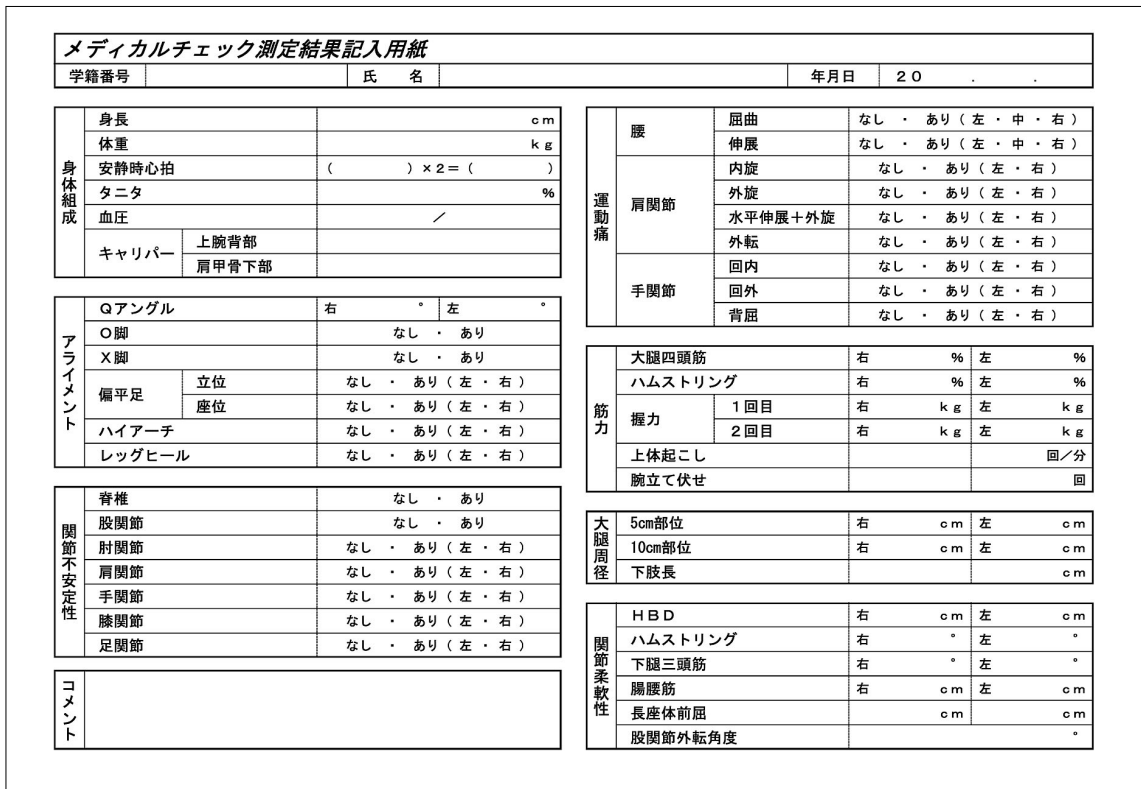 メディカルチェック測定結果記入用紙
学籍番号 氏 名 年月日 20 . .
身体組成
身長 cm
体重 kg
安静時心拍 ( )×2=( )
タニタ %
血圧 /
キャリパー 上腕背部
肩甲骨下部
アライメント
Qアングル 右 ° 左 °
O脚 なし ・ あり
X脚 なし ・ あり
偏平足 立位 なし ・ あり(左・右)
座位 なし ・ あり(左・右)
ハイアーチ なし ・ あり(左・右)
レッグヒール なし ・ あり(左・右)
関節不安定性
脊椎 なし ・ あり
股関節 なし ・ あり
肘関節 なし ・ あり(左・右)
肩関節 なし ・ あり(左・右)
手関節 なし ・ あり(左・右)
膝関節 なし ・ あり(左・右)
足関節 なし ・ あり(左・右)
コメント
運動痛
腰 屈曲 なし ・ あり(左・中・右)
伸展 なし ・ あり(左・中・右)
肩関節 内旋 なし ・ あり(左・右)
外旋 なし ・ あり(左・右)
水平伸展+外旋 なし ・ あり(左・右)
外転 なし ・ あり(左・右)
手関節 回内 なし ・ あり(左・右)
回外 なし ・ あり(左・右)
背屈 なし ・ あり(左・右)
筋力
大腿四頭筋 右 % 左 %
ハムストリング 右 % 左 %
握力 1回目 右 kg 左 kg
2回目 右 kg 左 kg
上体起こし 回/分
腕立て伏せ 回
大腿周径
5cm部位 右 cm 左 cm
10cm部位 右 cm 左 cm
下肢長 cm
関節柔軟性
HBD 右 cm 左 cm
ハムストリング 右 ° 左 °
下腿三頭筋 右 ° 左 °
腸腰筋 右 cm 左 cm
長座体前屈 cm cm
股関節外転角度 °